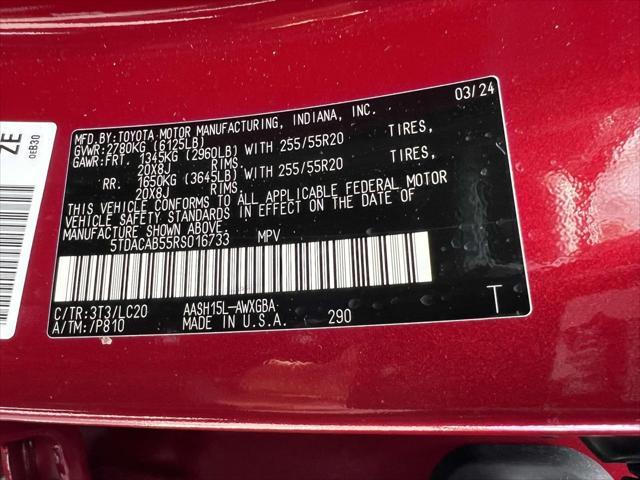 03/24
MFD. BY:TOYOTA MOTOR MANUFACTURING, INDIANA, INC.
GVWR:2780KG (6125LB)
GAWR:FRT. 1345KG (2960LB) WITH 255/55R20 TIRES,
20X8J RIMS
RR. 1650KG (3645LB) WITH 255/55R20 TIRES,
20X8J RIMS
THIS VEHICLE CONFORMS TO ALL APPLICABLE FEDERAL MOTOR
VEHICLE SAFETY STANDARDS IN EFFECT ON THE DATE OF
MANUFACTURE SHOWN ABOVE.
5TDACAB55RS016733 MPV
C/TR:3T3/LC20 AASH15L-AWXGBA T
A/TM:/P810 MADE IN U.S.A. 290
ZE
0EB30